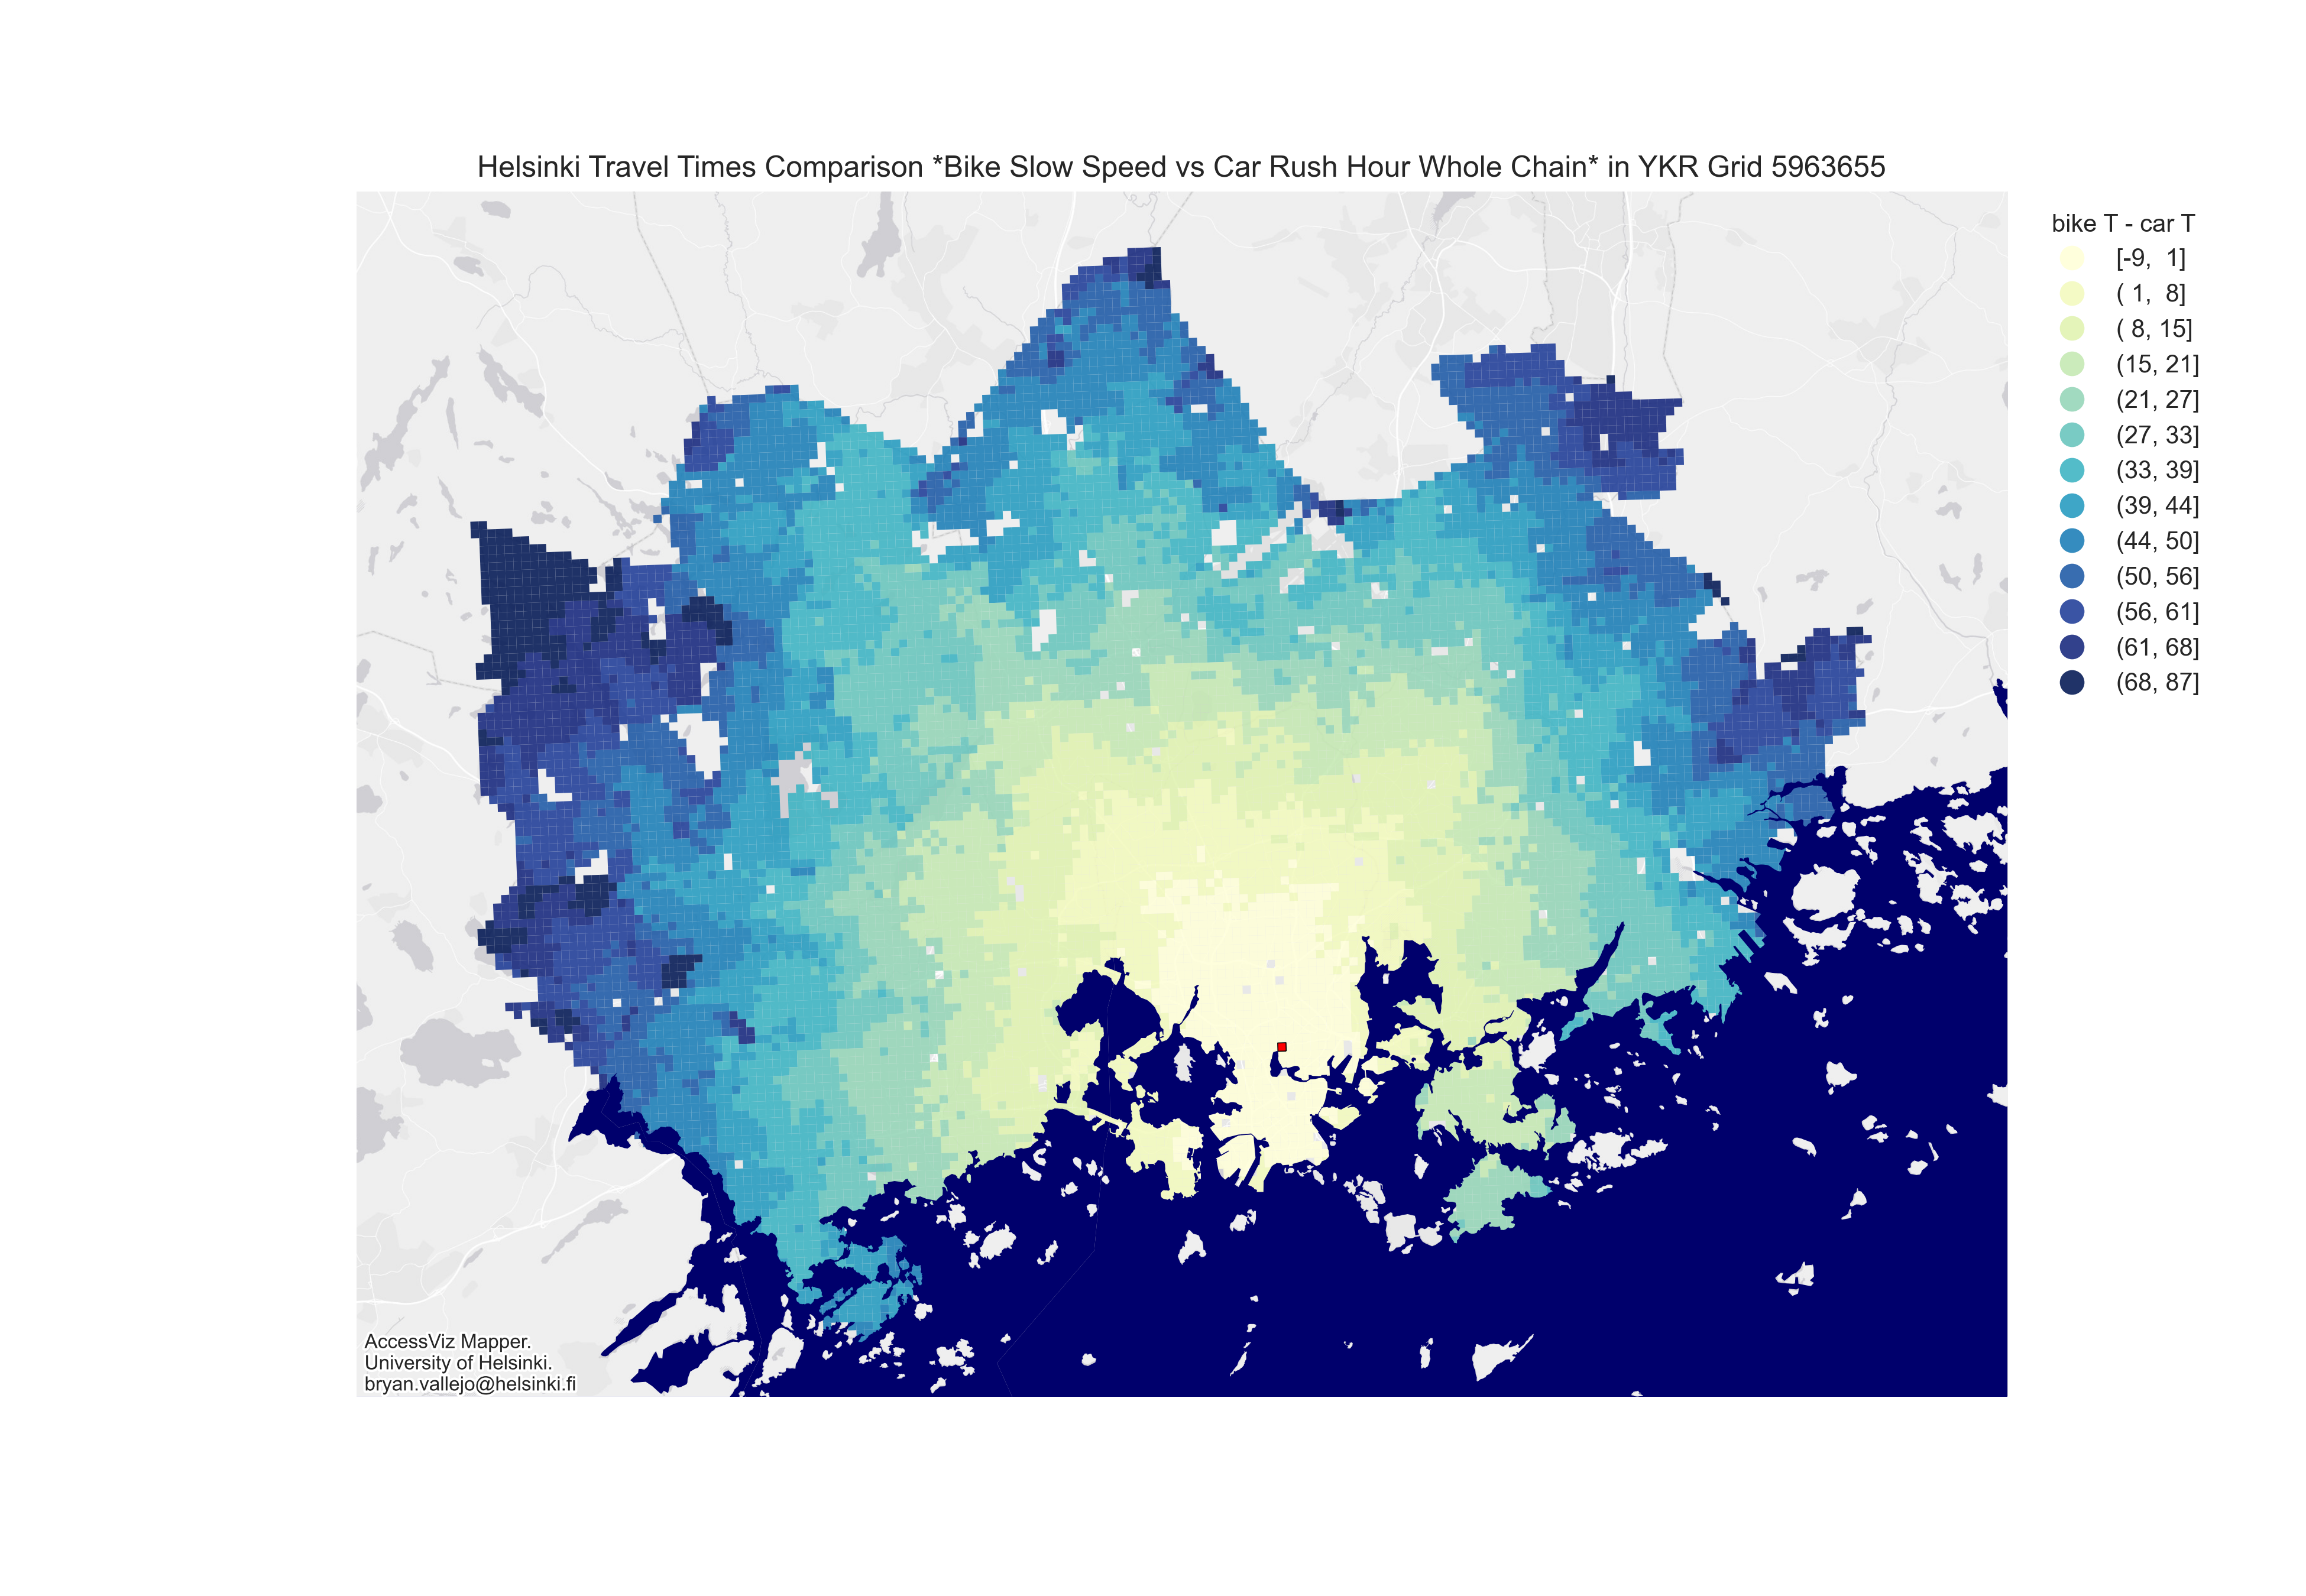 Helsinki Travel Times Comparison *Bike Slow Speed vs Car Rush Hour Whole Chain* in YKR Grid 5963655
bike T - car T
[-9,  1]
( 1,  8]
( 8, 15]
(15, 21]
(21, 27]
(27, 33]
(33, 39]
(39, 44]
(44, 50]
(50, 56]
(56, 61]
(61, 68]
(68, 87]
AccessViz Mapper.
University of Helsinki.
bryan.vallejo@helsinki.fi